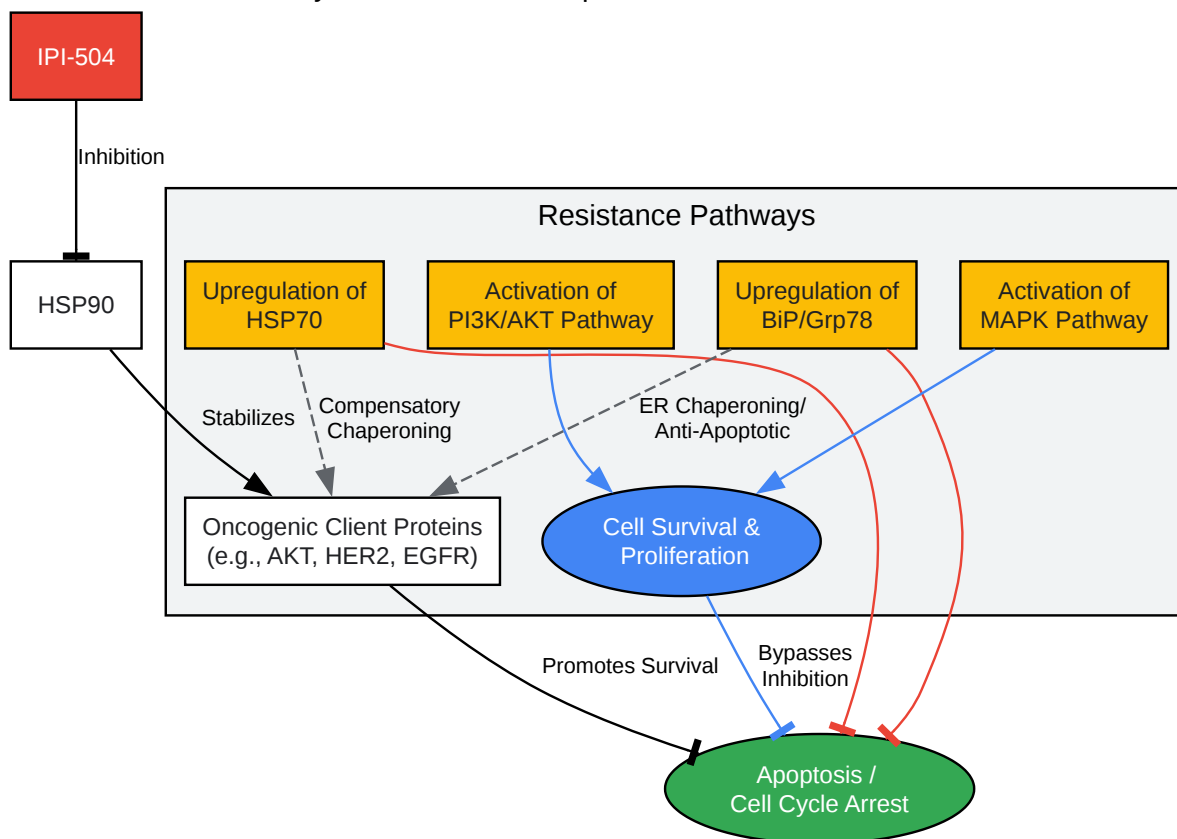 IPI-504
Inhibition
Resistance Pathways
HSP90
Upregulation of
HSP70
Activation of
PI3K/AKT Pathway
Upregulation of
BiP/Grp78
Activation of
MAPK Pathway
Stabilizes
Compensatory
Chaperoning
ER Chaperoning/
Anti-Apoptotic
Oncogenic Client Proteins
(e.g., AKT, HER2, EGFR)
Cell Survival &
Proliferation
Promotes Survival
Bypasses
Inhibition
Apoptosis /
Cell Cycle Arrest